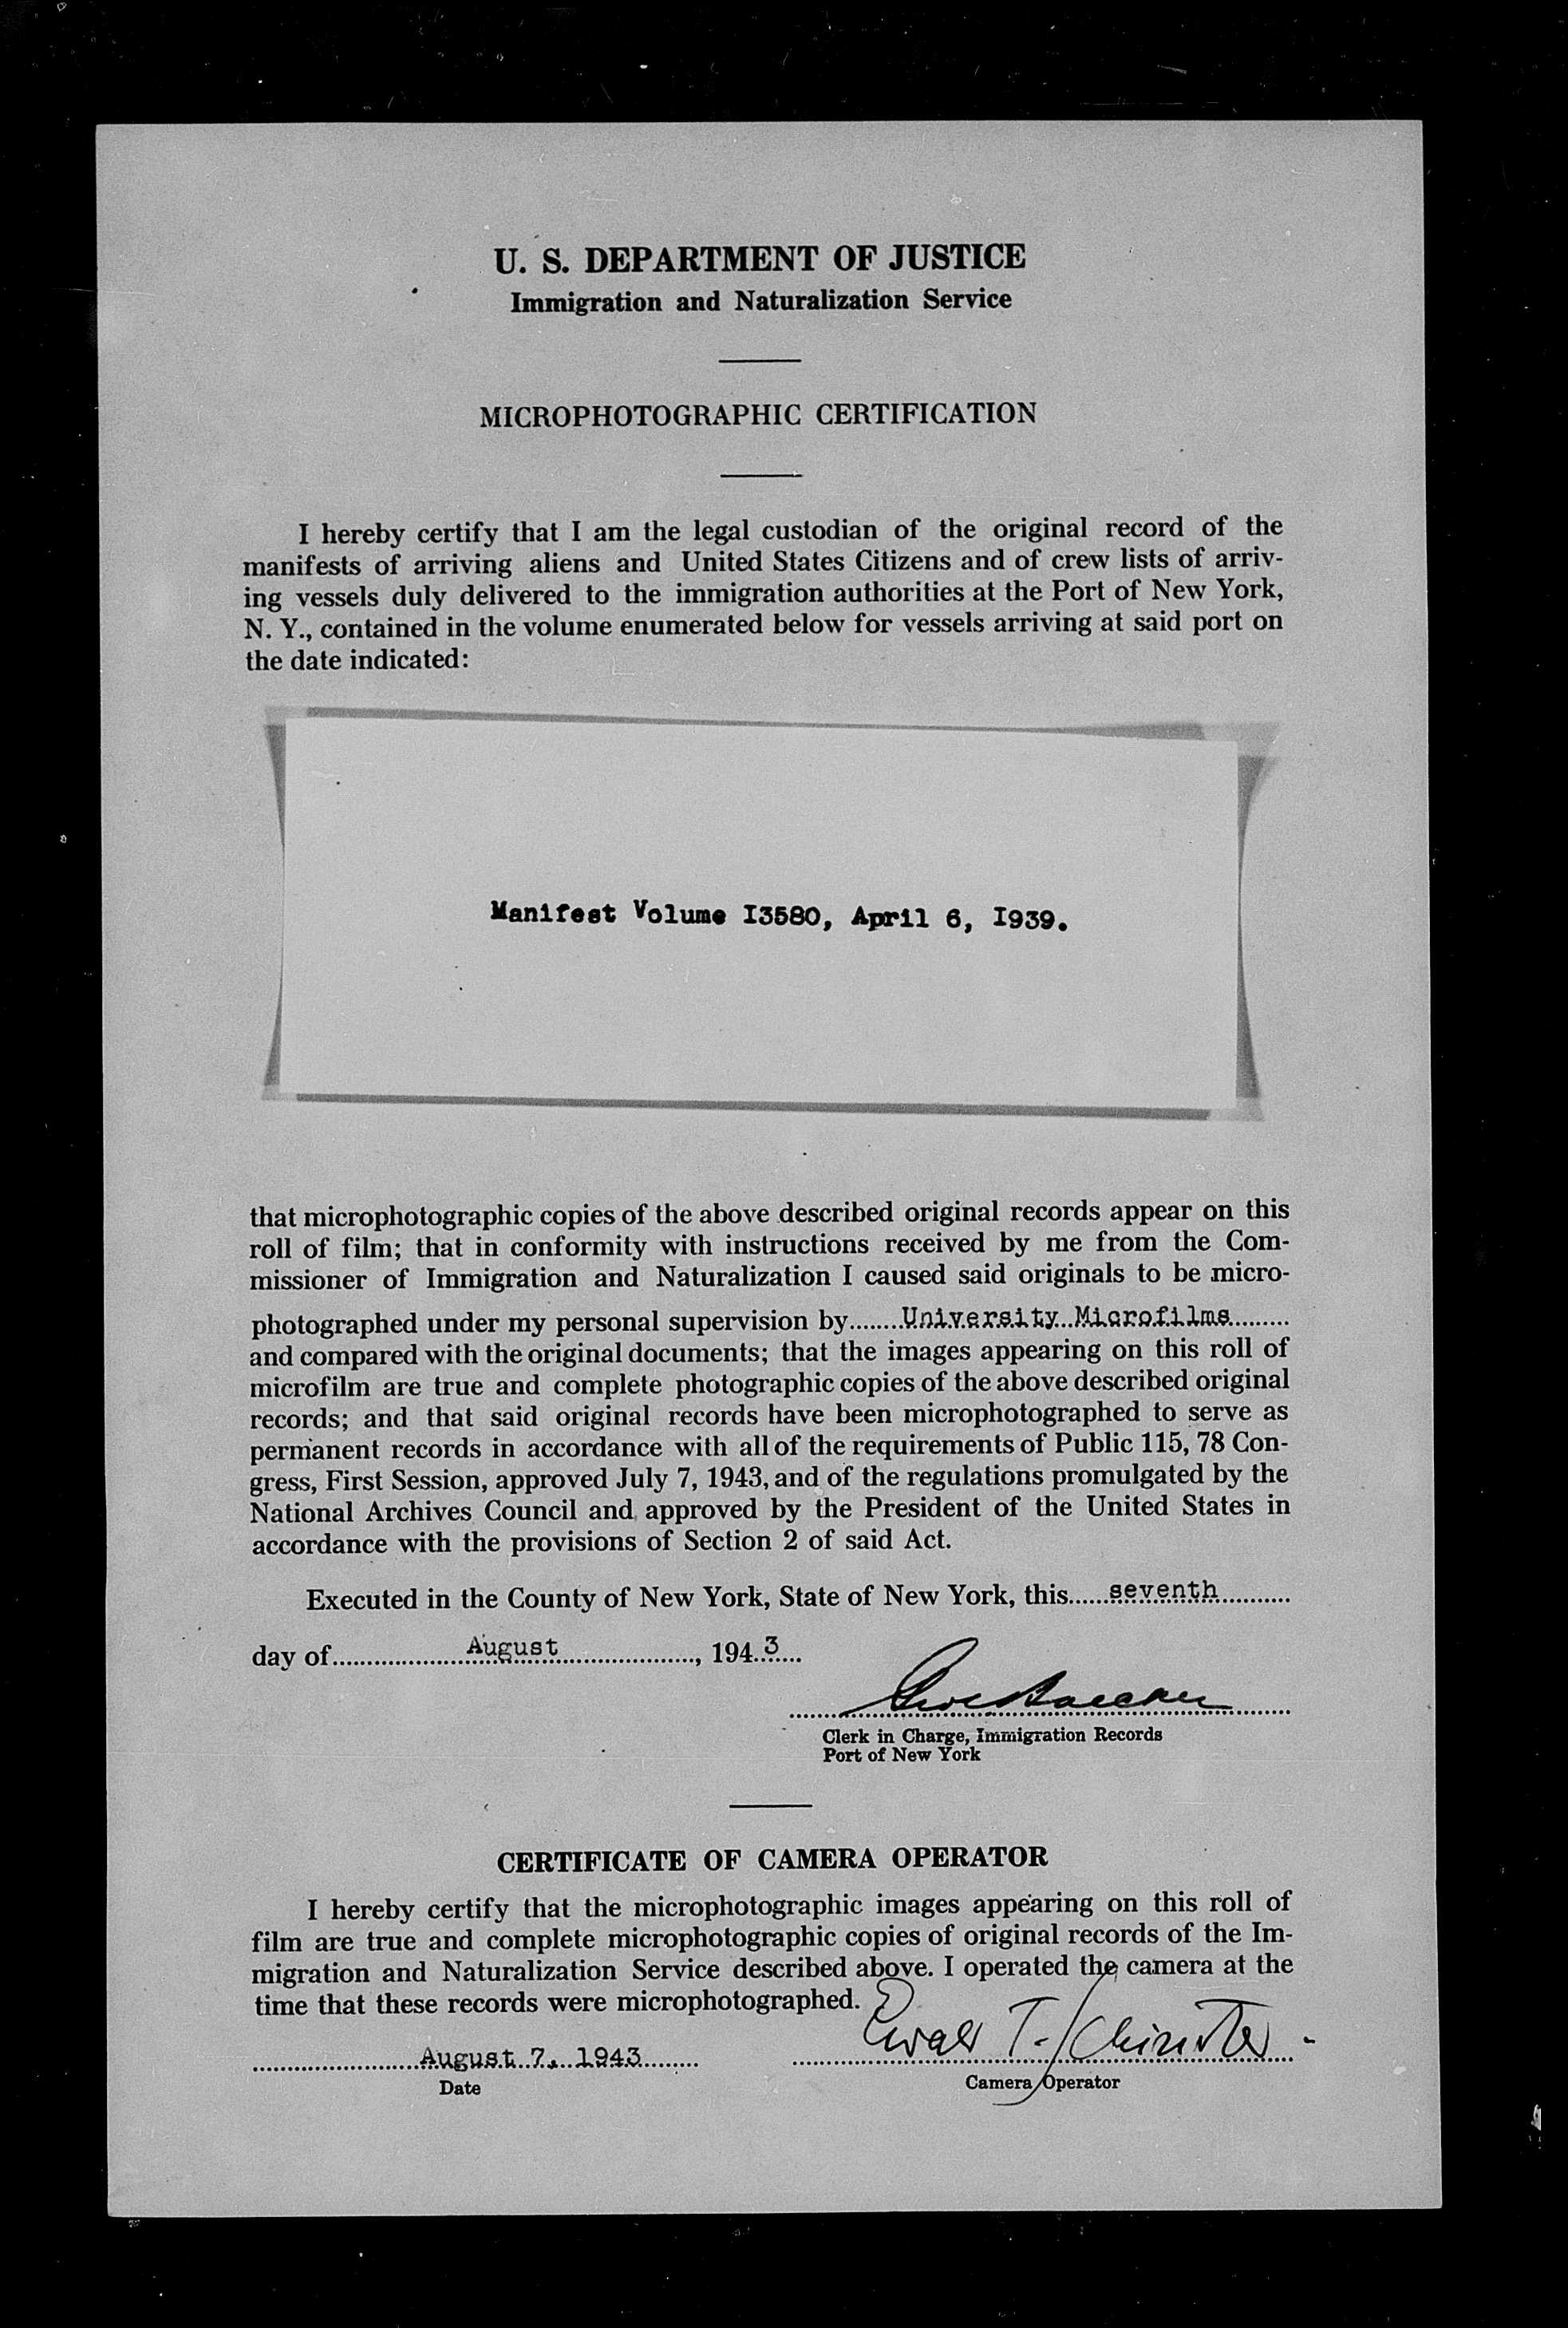 U. S. DEPARTMENT OF JUSTICE
Immigration and Naturalization Service
MICROPHOTOGRAPHIC CERTIFICATION
I hereby certify that I am the legal custodian of the original record of the
manifests of arriving aliens and United States Citizens and of crew lists of arriv-
ing vessels duly delivered to the immigration authorities at the Port of New York,
N. Y., contained in the volume enumerated below for vessels arriving at said port on
the date indicated:
Manifest Volume I3580, April 6, I939.
that microphotographic copies of the above described original records appear on this
roll of film; that in conformity with instructions received by me from the Com-
missioner of Immigration and Naturalization I caused said originals to be micro-
photographed under my personal supervision by........University Microfilms.........
and compared with the original documents; that the images appearing on this roll of
microfilm are true and complete photographic copies of the above described original
records; and that said original records have been microphotographed to serve as
permanent records in accordance with all of the requirements of Public 115, 78 Con-
gress, First Session, approved July 7, 1943, and of the regulations promulgated by the
National Archives Council and approved by the President of the United States in
accordance with the provisions of Section 2 of said Act.
Executed in the County of New York, State of New York, this......seventh...........
day of....................August...................., 194..3....
Clerk in Charge, Immigration Records
Port of New York
CERTIFICATE OF CAMERA OPERATOR
I hereby certify that the microphotographic images appearing on this roll of
film are true and complete microphotographic copies of original records of the Im-
migration and Naturalization Service described above. I operated the camera at the
time that these records were microphotographed.
August 7, 1943
Date
Camera Operator